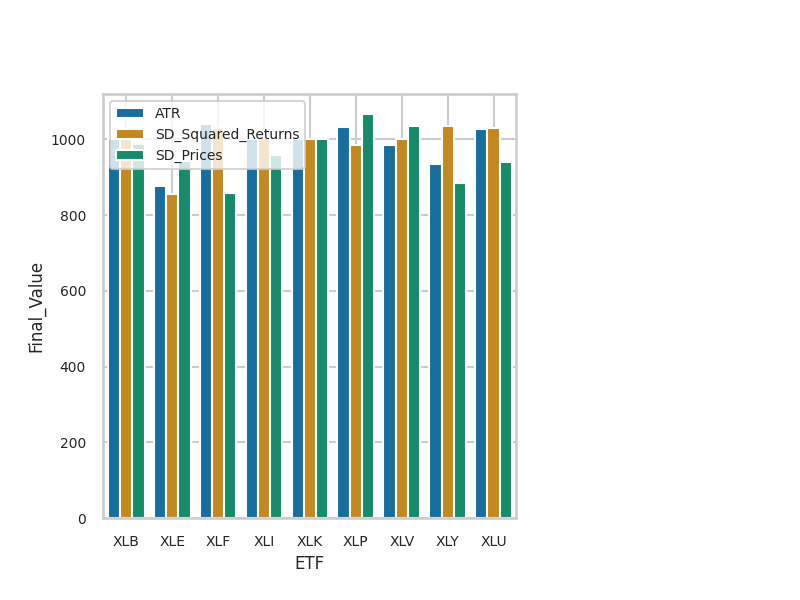 ATR
SD_Squared_Returns
SD_Prices
Final_Value
1000
800
600
400
200
0
XLB XLE XLF XLI XLK XLP XLV XLY XLU
ETF